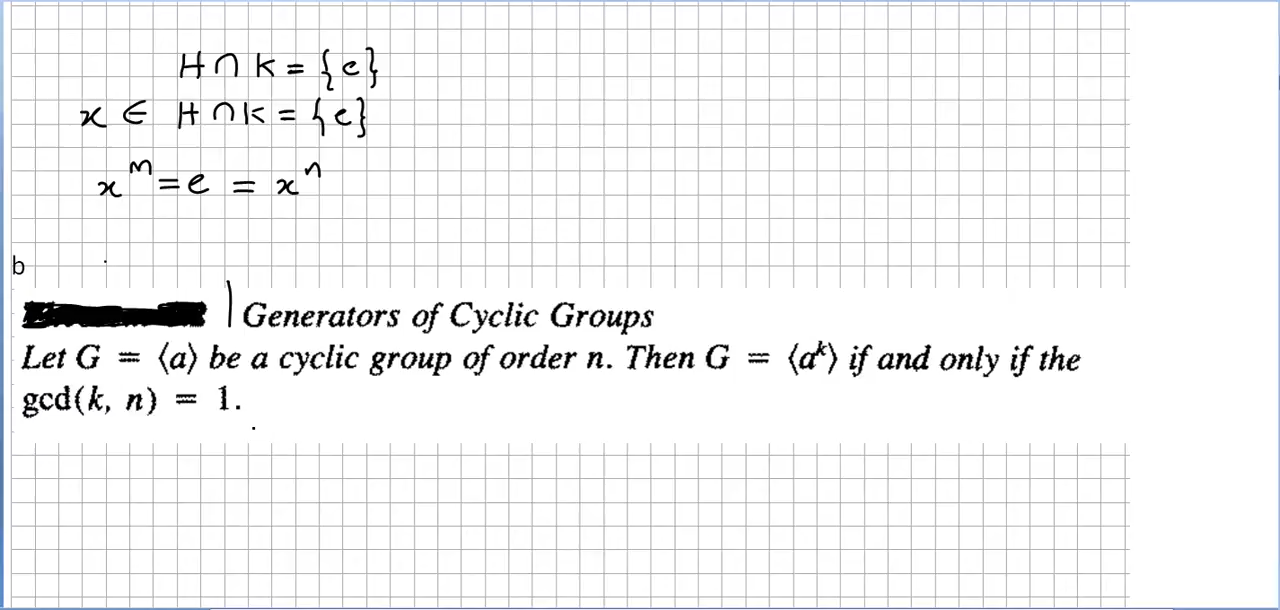 H ∩ K = {e}
x ∈ H ∩ K = {e}
x^m = e = x^n
b
Generators of Cyclic Groups
Let G = ⟨a⟩ be a cyclic group of order n. Then G = ⟨a^k⟩ if and only if the
gcd(k, n) = 1.